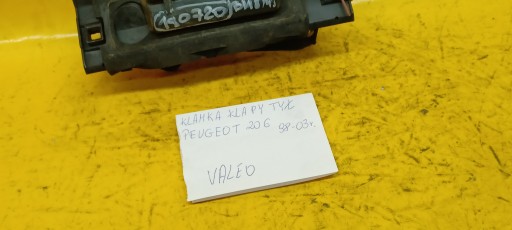 190720
KLAMKA KLAPY TYŁ
PEUGEOT 206 98-03r.
VALEO